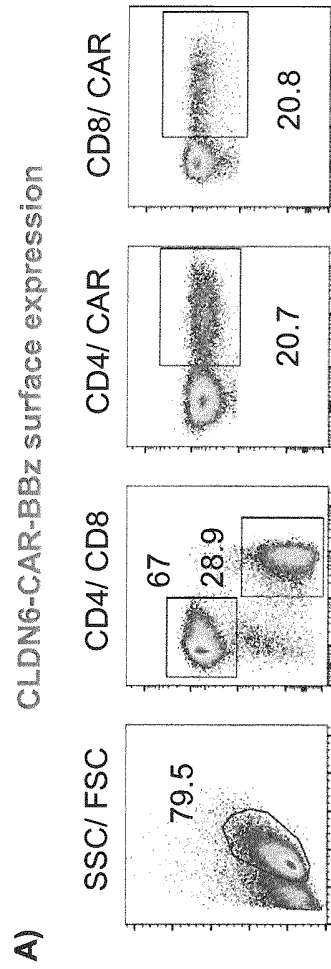 A)
CLDN6-CAR-BBz surface expression
SSC/ FSC
CD4/ CD8
CD4/ CAR
CD8/ CAR
79.5
67
28.9
20.7
20.8